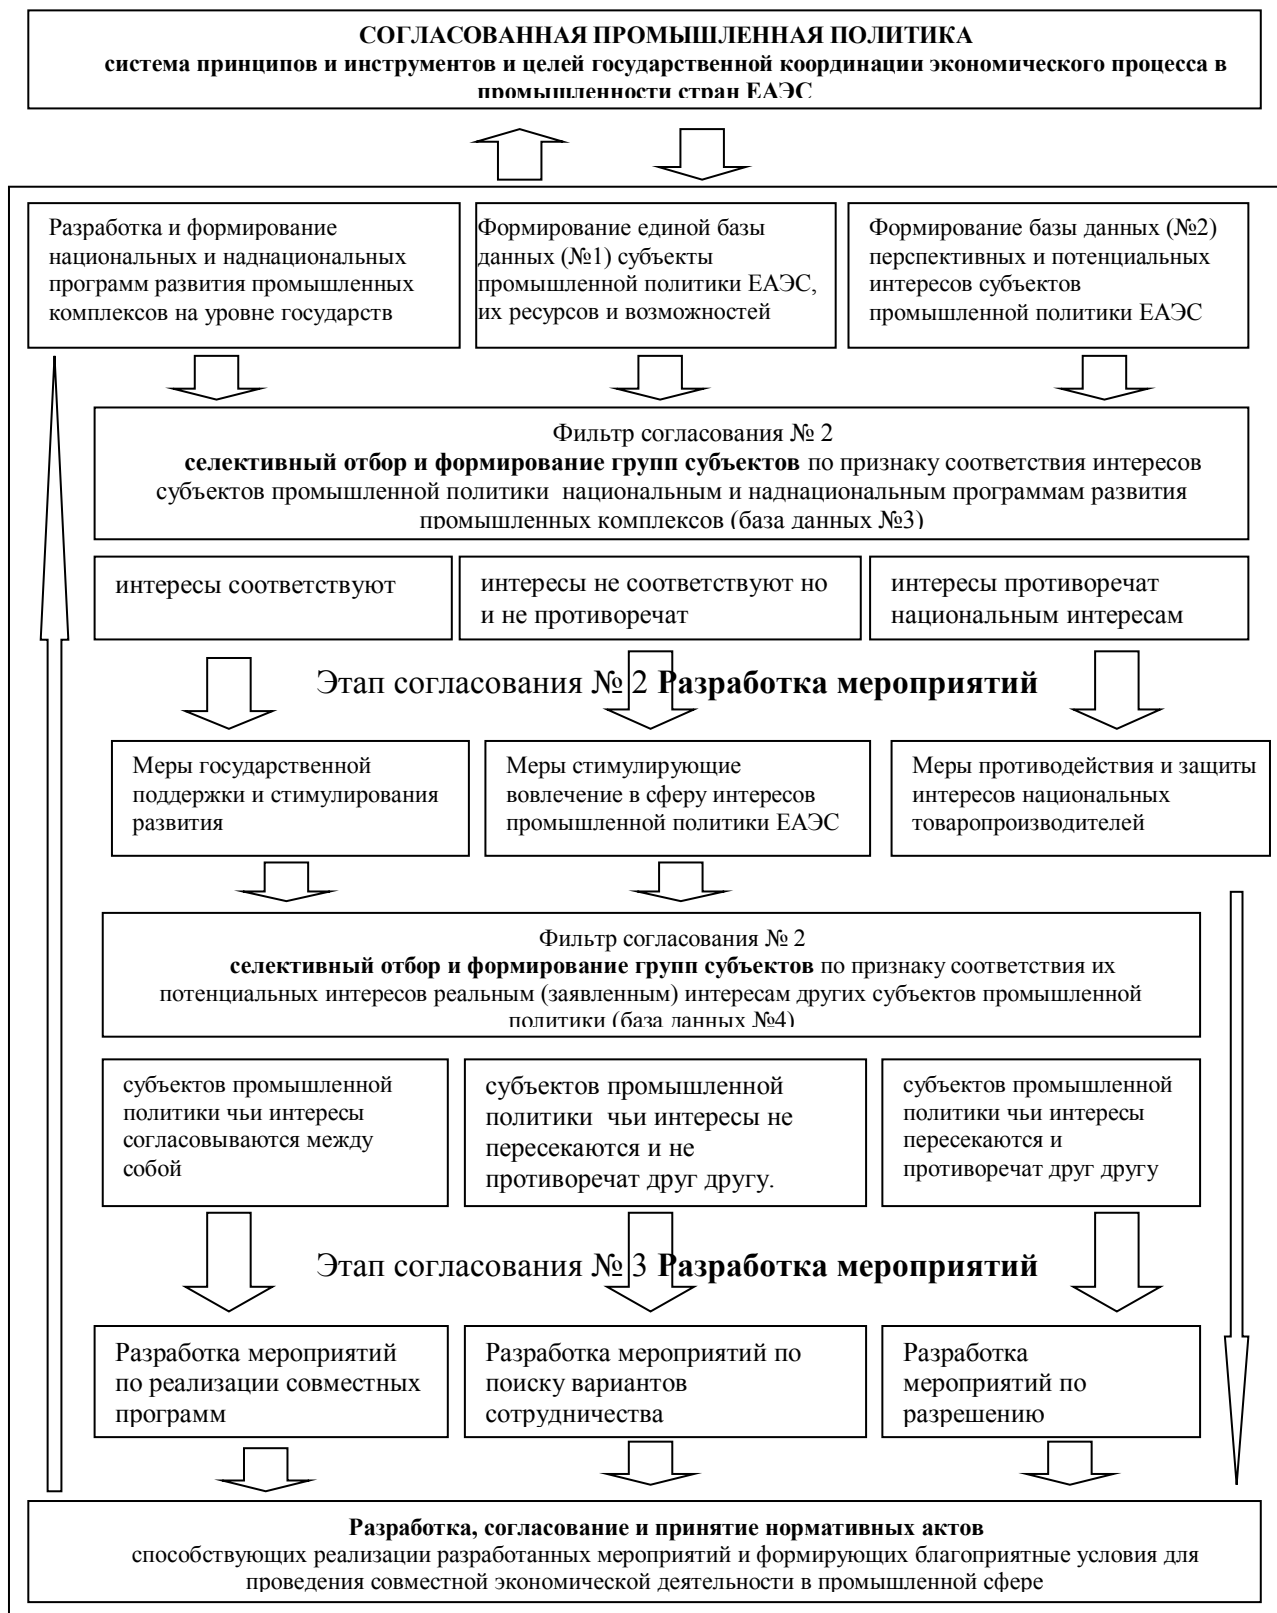 СОГЛАСОВАННАЯ ПРОМЫШЛЕННАЯ ПОЛИТИКА
система принципов и инструментов и целей государственной координации экономического процесса в
промышленности стран ЕАЭС
Разработка и формирование
национальных и наднациональных
программ развития промышленных
комплексов на уровне государств
Формирование единой базы
данных (№1) субъекты
промышленной политики ЕАЭС,
их ресурсов и возможностей
Формирование базы данных (№2)
перспективных и потенциальных
интересов субъектов
промышленной политики ЕАЭС
Фильтр согласования № 2
селективный отбор и формирование групп субъектов по признаку соответствия интересов
субъектов промышленной политики национальным и наднациональным программам развития
промышленных комплексов (база данных №3)
интересы соответствуют
интересы не соответствуют но
и не противоречат
интересы противоречат
национальным интересам
Этап согласования № 2 Разработка мероприятий
Меры государственной
поддержки и стимулирования
развития
Меры стимулирующие
вовлечение в сферу интересов
промышленной политики ЕАЭС
Меры противодействия и защиты
интересов национальных
товаропроизводителей
Фильтр согласования № 2
селективный отбор и формирование групп субъектов по признаку соответствия их
потенциальных интересов реальным (заявленным) интересам других субъектов промышленной
политики (база данных №4)
субъектов промышленной
политики чьи интересы
согласовываются между
собой
субъектов промышленной
политики чьи интересы не
пересекаются и не
противоречат друг другу.
субъектов промышленной
политики чьи интересы
пересекаются и
противоречат друг другу
Этап согласования № 3 Разработка мероприятий
Разработка мероприятий
по реализации совместных
программ
Разработка мероприятий по
поиску вариантов
сотрудничества
Разработка
мероприятий по
разрешению
Разработка, согласование и принятие нормативных актов
способствующих реализации разработанных мероприятий и формирующих благоприятные условия для
проведения совместной экономической деятельности в промышленной сфере